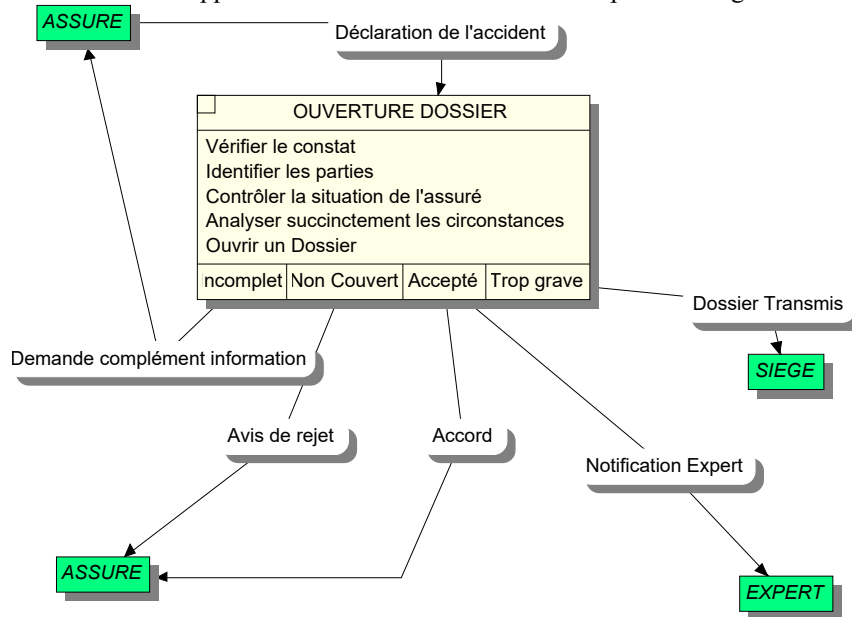 ASSURE
Déclaration de l'accident
OUVERTURE DOSSIER
Vérifier le constat
Identifier les parties
Contrôler la situation de l'assuré
Analyser succinctement les circonstances
Ouvrir un Dossier
Incomplet Non Couvert Accepté Trop grave
Dossier Transmis
Demande complément information
SIEGE
Avis de rejet
Accord
Notification Expert
ASSURE
EXPERT